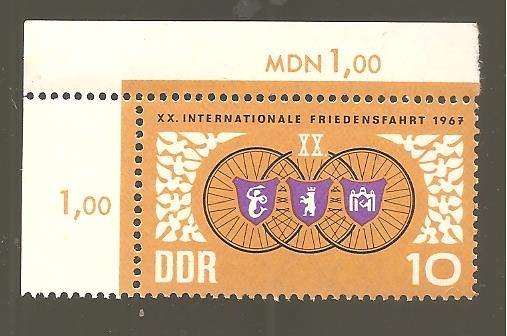 MDN 1,00
XX. INTERNATIONALE FRIEDENSFAHRT 1967
XX
1,00
DDR 10